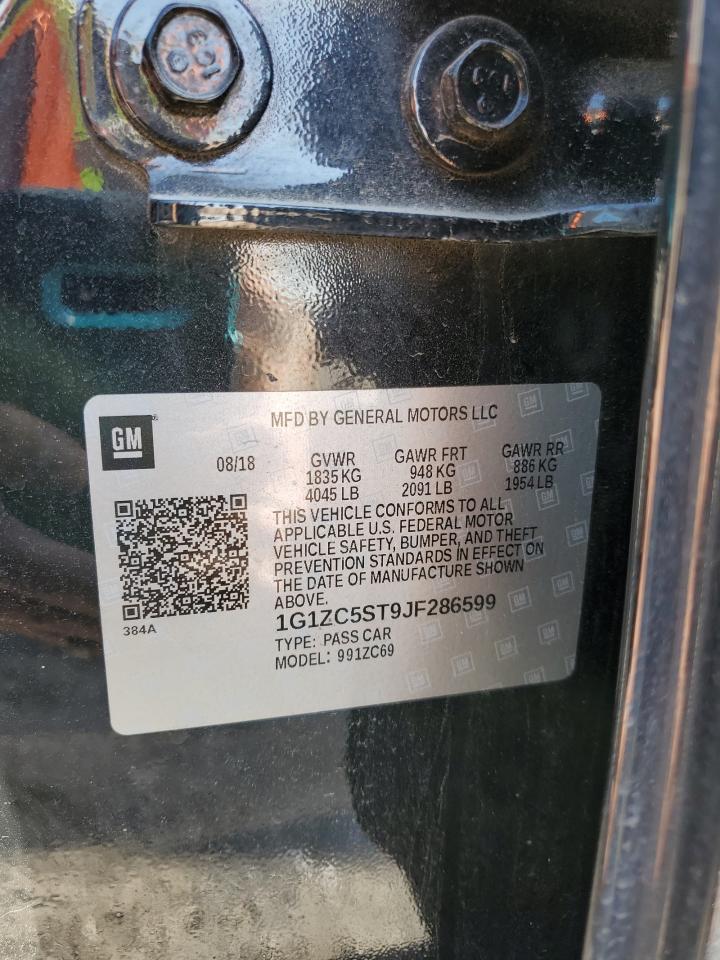 MFD BY GENERAL MOTORS LLC
GM
08/18
GVWR
1835 KG
4045 LB
GAWR FRT
948 KG
2091 LB
GAWR RR
886 KG
1954 LB
THIS VEHICLE CONFORMS TO ALL
APPLICABLE U.S. FEDERAL MOTOR
VEHICLE SAFETY, BUMPER, AND THEFT
PREVENTION STANDARDS IN EFFECT ON
THE DATE OF MANUFACTURE SHOWN
ABOVE.
384A
1G1ZC5ST9JF286599
TYPE: PASS CAR
MODEL: 991ZC69